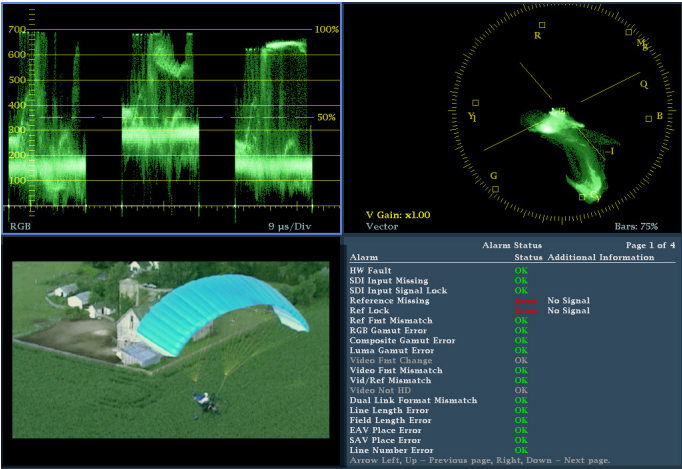 700
600
500
400
300
200
100
100%
50%
RGB
9 µs/Div
R
Mg
Q
Yl
B
-I
G
Cy
V Gain: x1.00
Vector
Bars: 75%
Alarm Status Page 1 of 4
Alarm Status Additional Information
HW Fault OK
SDI Input Missing OK
SDI Input Signal Lock OK
Reference Missing Error No Signal
Ref Lock Error No Signal
Ref Fmt Mismatch OK
RGB Gamut Error OK
Composite Gamut Error OK
Luma Gamut Error OK
Video Fmt Change OK
Video Fmt Mismatch OK
Vid/Ref Mismatch OK
Video Not HD OK
Dual Link Format Mismatch OK
Line Length Error OK
Field Length Error OK
EAV Place Error OK
SAV Place Error OK
Line Number Error OK
Arrow Left, Up - Previous page, Right, Down - Next page.